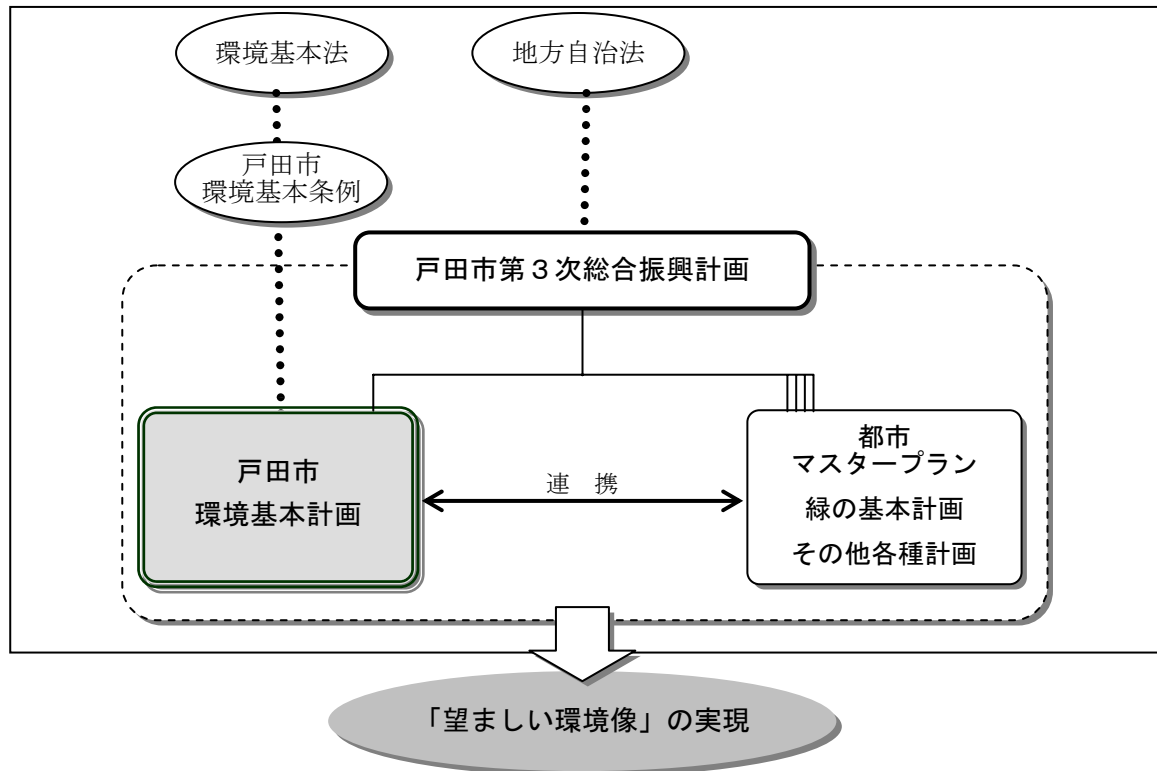 環境基本法
地方自治法
戸田市
環境基本条例
戸田市第３次総合振興計画
戸田市
環境基本計画
連 携
都市
マスタープラン
緑の基本計画
その他各種計画
「望ましい環境像」の実現